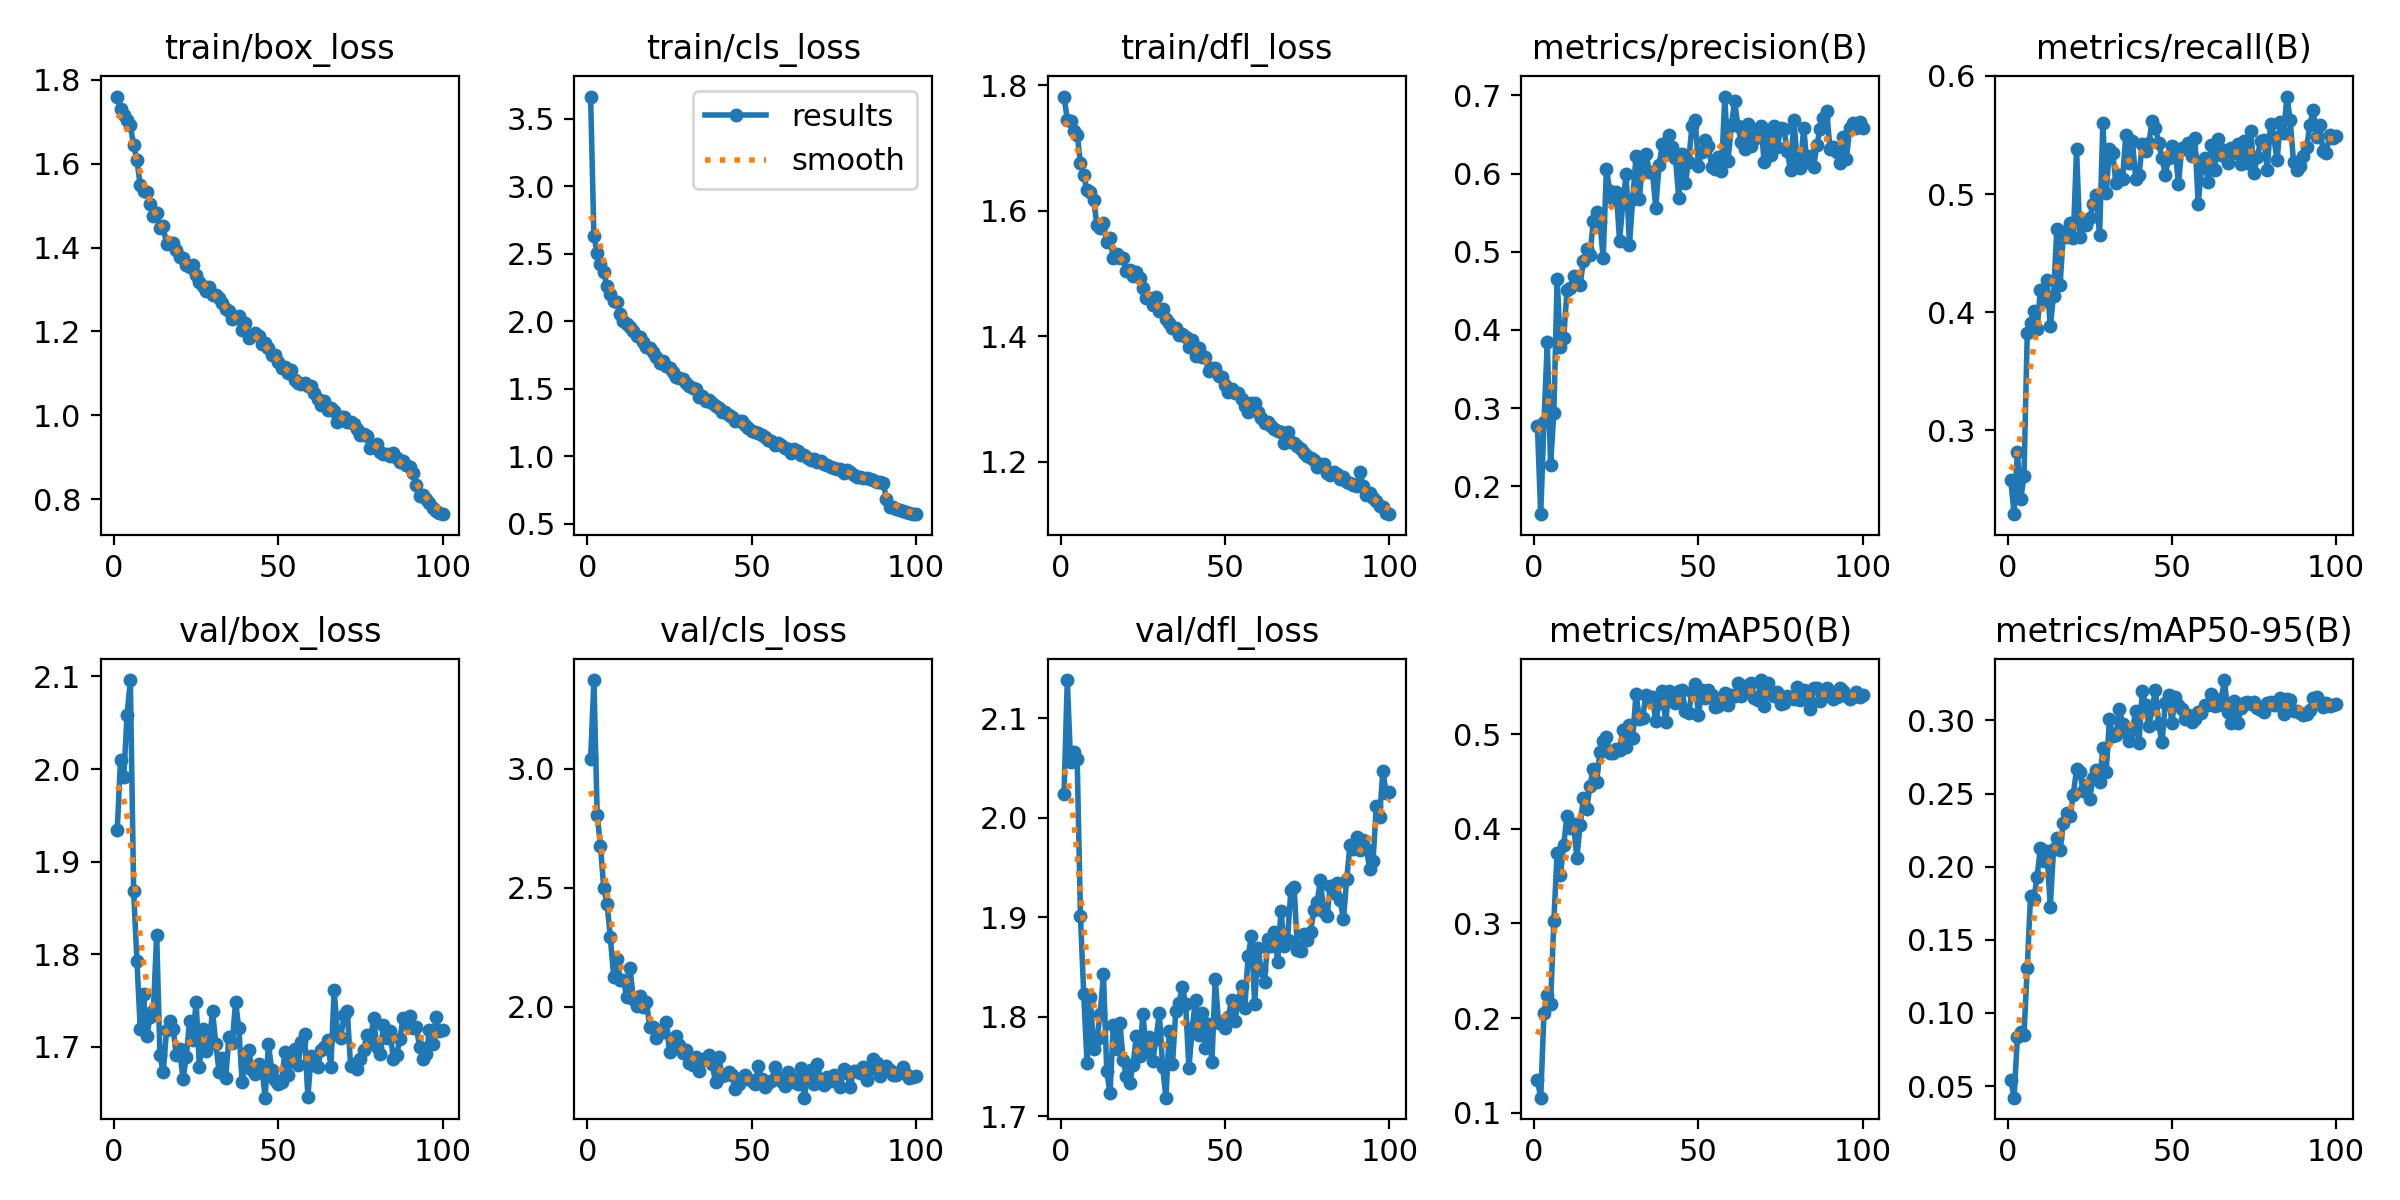 train/box_loss
1.8
1.6
1.4
1.2
1.0
0.8
0 50 100
train/cls_loss
results
smooth
3.5
3.0
2.5
2.0
1.5
1.0
0.5
0 50 100
train/dfl_loss
1.8
1.6
1.4
1.2
0 50 100
metrics/precision(B)
0.7
0.6
0.5
0.4
0.3
0.2
0 50 100
metrics/recall(B)
0.6
0.5
0.4
0.3
0 50 100
val/box_loss
2.1
2.0
1.9
1.8
1.7
0 50 100
val/cls_loss
3.0
2.5
2.0
0 50 100
val/dfl_loss
2.1
2.0
1.9
1.8
1.7
0 50 100
metrics/mAP50(B)
0.5
0.4
0.3
0.2
0.1
0 50 100
metrics/mAP50-95(B)
0.30
0.25
0.20
0.15
0.10
0.05
0 50 100